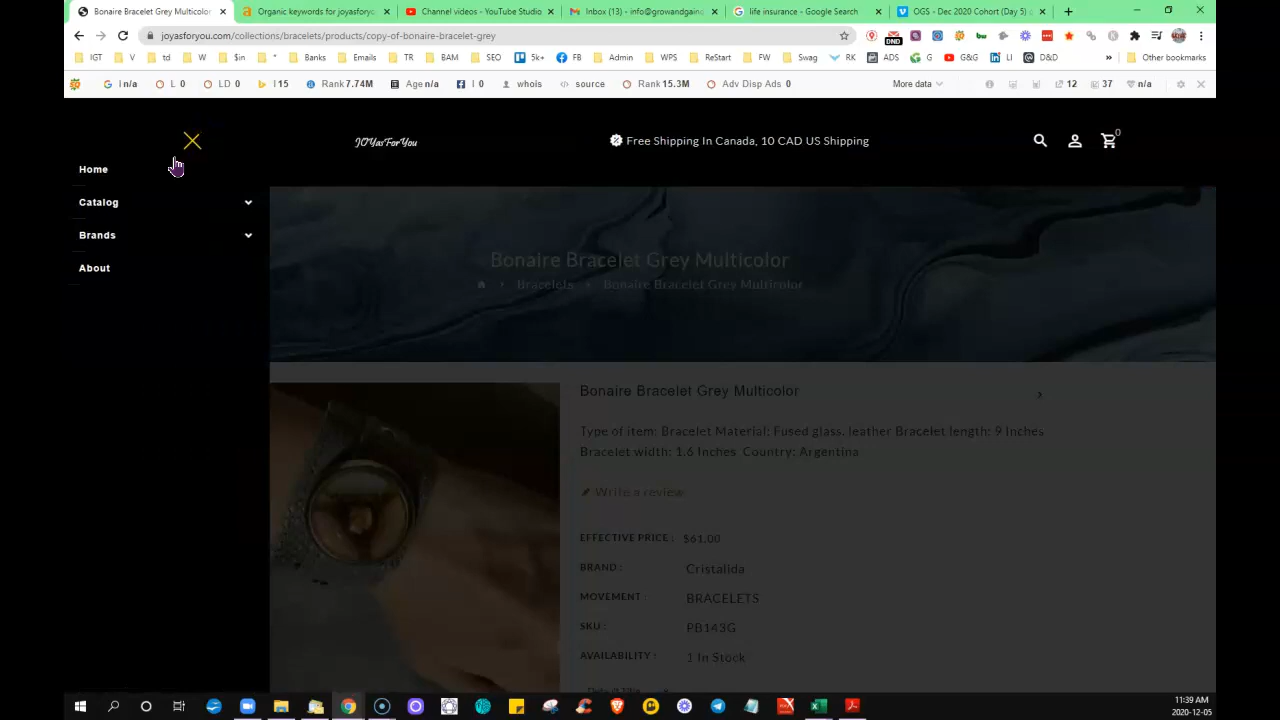 Bonaire Bracelet Grey Multicolor
Organic keywords for joyasforyo
Channel videos - YouTube Studio
Inbox (13) - info@growandgain
life insurance - Google Search
OGS - Dec 2020 Cohort (Day 5)
joyasforyou.com/collections/bracelets/products/copy-of-bonaire-bracelet-grey
DND
IGT V td W $in * Banks Emails TR BAM SEO 5k+ FB Admin WPS ReStart FW Swag RK ADS G G&G LI D&D » Other bookmarks
I n/a L 0 LD 0 I 15 Rank 7.74M Age n/a I 0 whois source Rank 15.3M Adv Disp Ads 0 More data 12 37 n/a
JOYasForYou
Free Shipping In Canada, 10 CAD US Shipping
0
Home
Catalog
Brands
About
Bonaire Bracelet Grey Multicolor
Bracelets Bonaire Bracelet Grey Multicolor
Bonaire Bracelet Grey Multicolor
Type of item: Bracelet Material: Fused glass, leather Bracelet length: 9 Inches
Bracelet width: 1.6 Inches Country: Argentina
Write a review
EFFECTIVE PRICE : $61.00
BRAND : Cristalida
MOVEMENT : BRACELETS
SKU : PB143G
AVAILABILITY : 1 In Stock
11:39 AM
2020-12-05